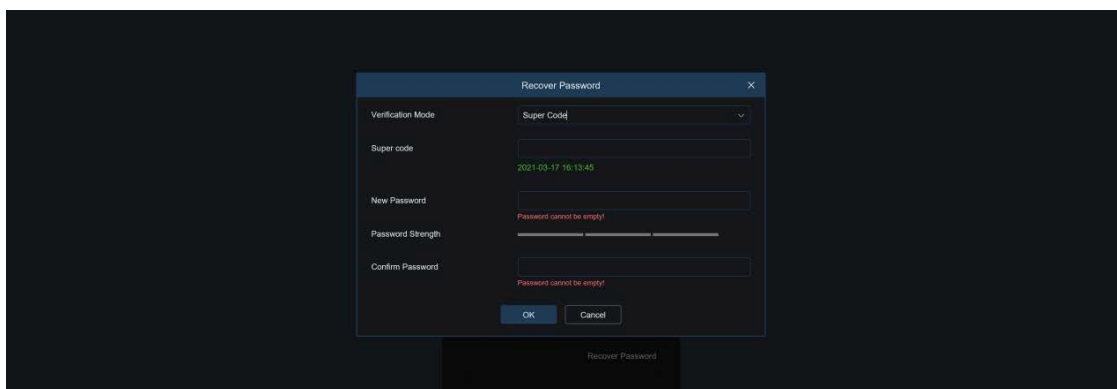 Recover Password
Verification Mode
Super Code
Super code
2021-03-17 16:13:45
New Password
Password cannot be empty!
Password Strength
Confirm Password
Password cannot be empty!
OK
Cancel
Recover Password